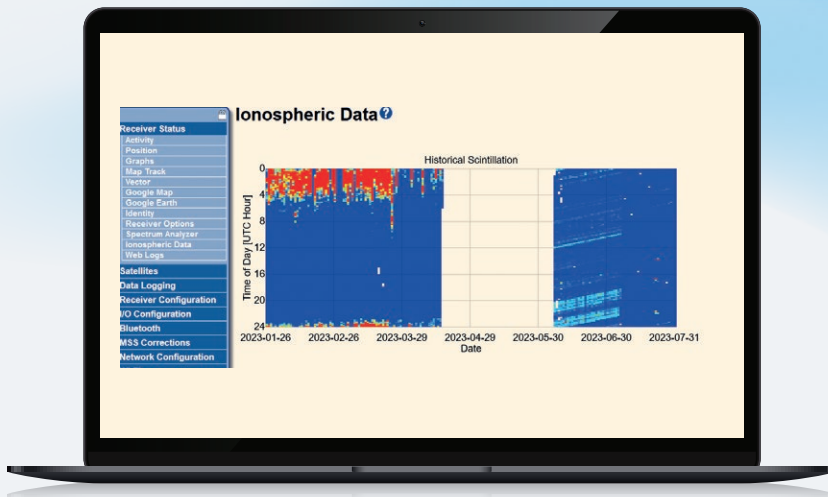 Ionospheric Data?
Receiver Status
Activity
Position
Graphs
Map Track
Vector
Google Map
Google Earth
Identity
Receiver Options
Spectrum Analyzer
Ionospheric Data
Web Logs
Satellites
Data Logging
Receiver Configuration
I/O Configuration
Bluetooth
MSS Corrections
Network Configuration
Historical Scintillation
Time of Day [UTC Hour]
0
4
8
12
16
20
24
2023-01-26 2023-02-26 2023-03-29 2023-04-29 2023-05-30 2023-06-30 2023-07-31
Date